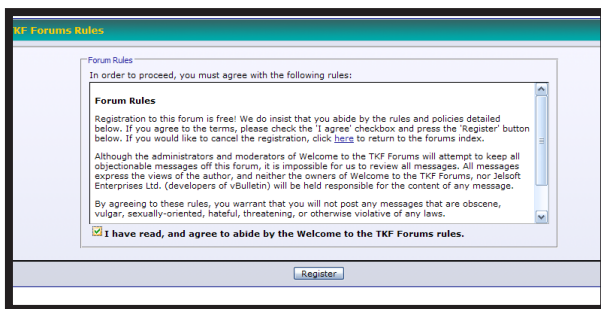 KF Forums Rules
Forum Rules
In order to proceed, you must agree with the following rules:
Forum Rules
Registration to this forum is free! We do insist that you abide by the rules and policies detailed
below. If you agree to the terms, please check the 'I agree' checkbox and press the 'Register' button
below. If you would like to cancel the registration, click here to return to the forums index.
Although the administrators and moderators of Welcome to the TKF Forums will attempt to keep all
objectionable messages off this forum, it is impossible for us to review all messages. All messages
express the views of the author, and neither the owners of Welcome to the TKF Forums, nor Jelsoft
Enterprises Ltd. (developers of vBulletin) will be held responsible for the content of any message.
By agreeing to these rules, you warrant that you will not post any messages that are obscene,
vulgar, sexually-oriented, hateful, threatening, or otherwise violative of any laws.
I have read, and agree to abide by the Welcome to the TKF Forums rules.
Register